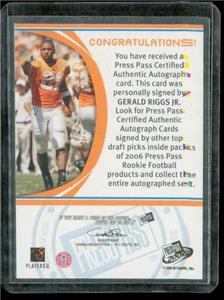 CONGRATULATIONS!
You have received a
Press Pass Certified
Authentic Autograph
card. This card was
personally signed by
GERALD RIGGS JR.
Look for Press Pass
Certified Authentic
Autograph Cards
signed by other top
draft picks inside packs
of 2006 Press Pass
Rookie Football
products and collect the
entire autographed set.
PLAYERS